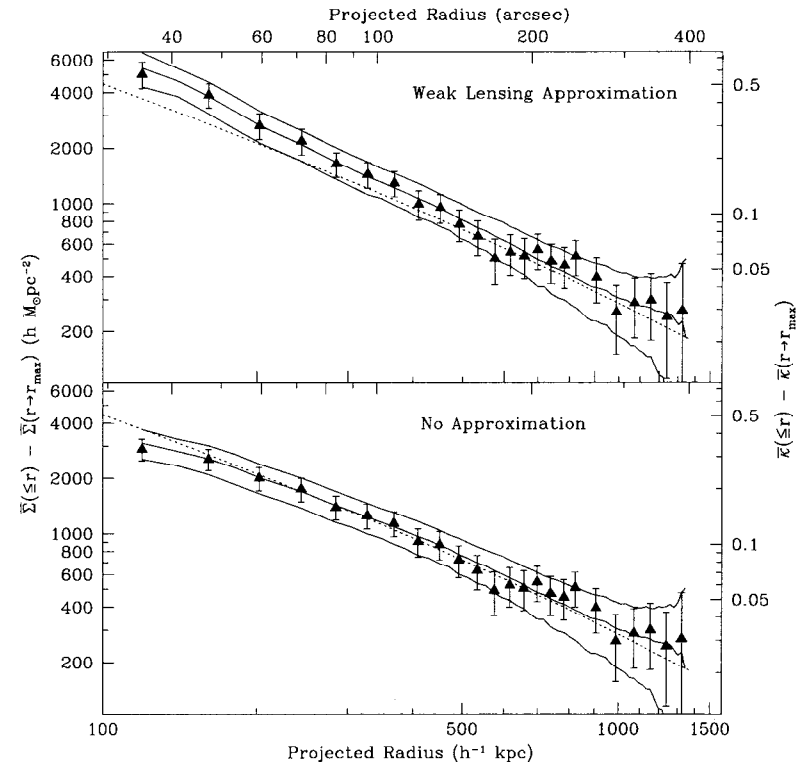 Projected Radius (arcsec)
40 60 80 100 200 400
Weak Lensing Approximation
6000
4000
2000
1000
800
600
400
200
0.5
0.1
0.05
Σ̅(≤r) − Σ̅(r→r_max) (h M⊙pc⁻²)
κ̅(≤r) − κ̅(r→r_max)
No Approximation
6000
4000
2000
1000
800
600
400
200
0.5
0.1
0.05
100 500 1000 1500
Projected Radius (h⁻¹ kpc)